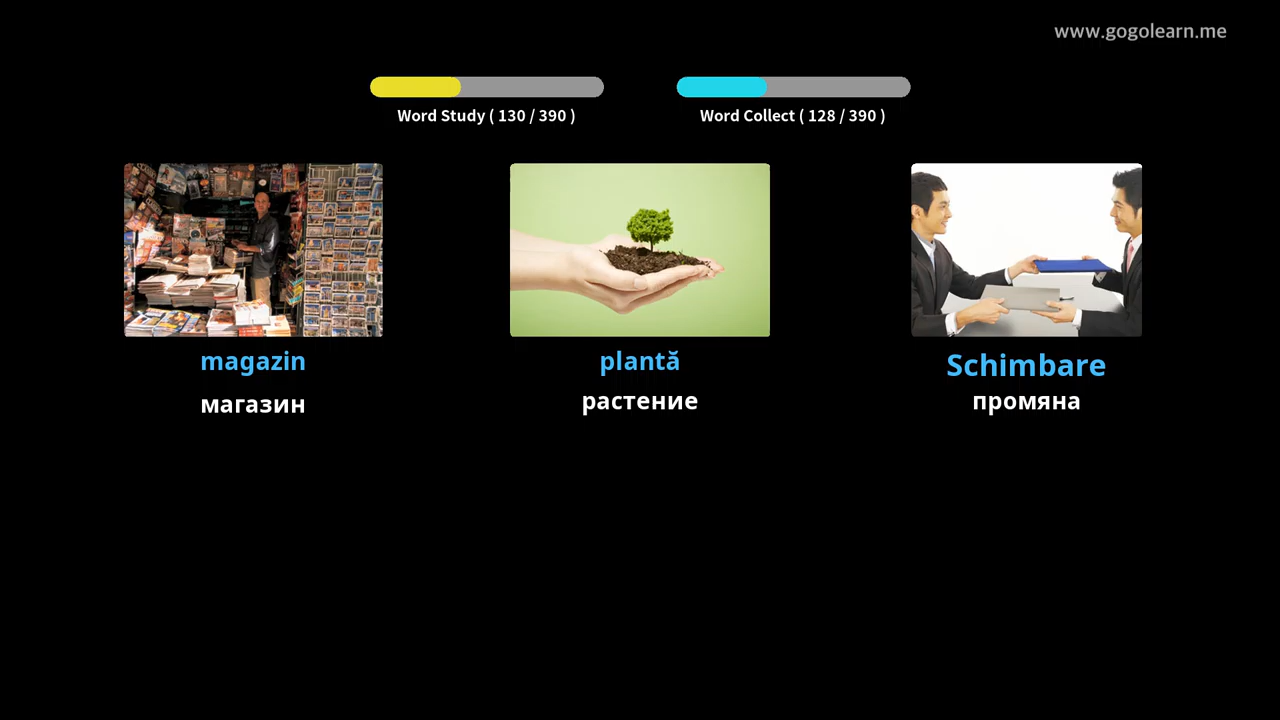 www.gogolearn.me
Word Study ( 130 / 390 )
Word Collect ( 128 / 390 )
magazin
plantă
Schimbare
магазин
растение
промяна